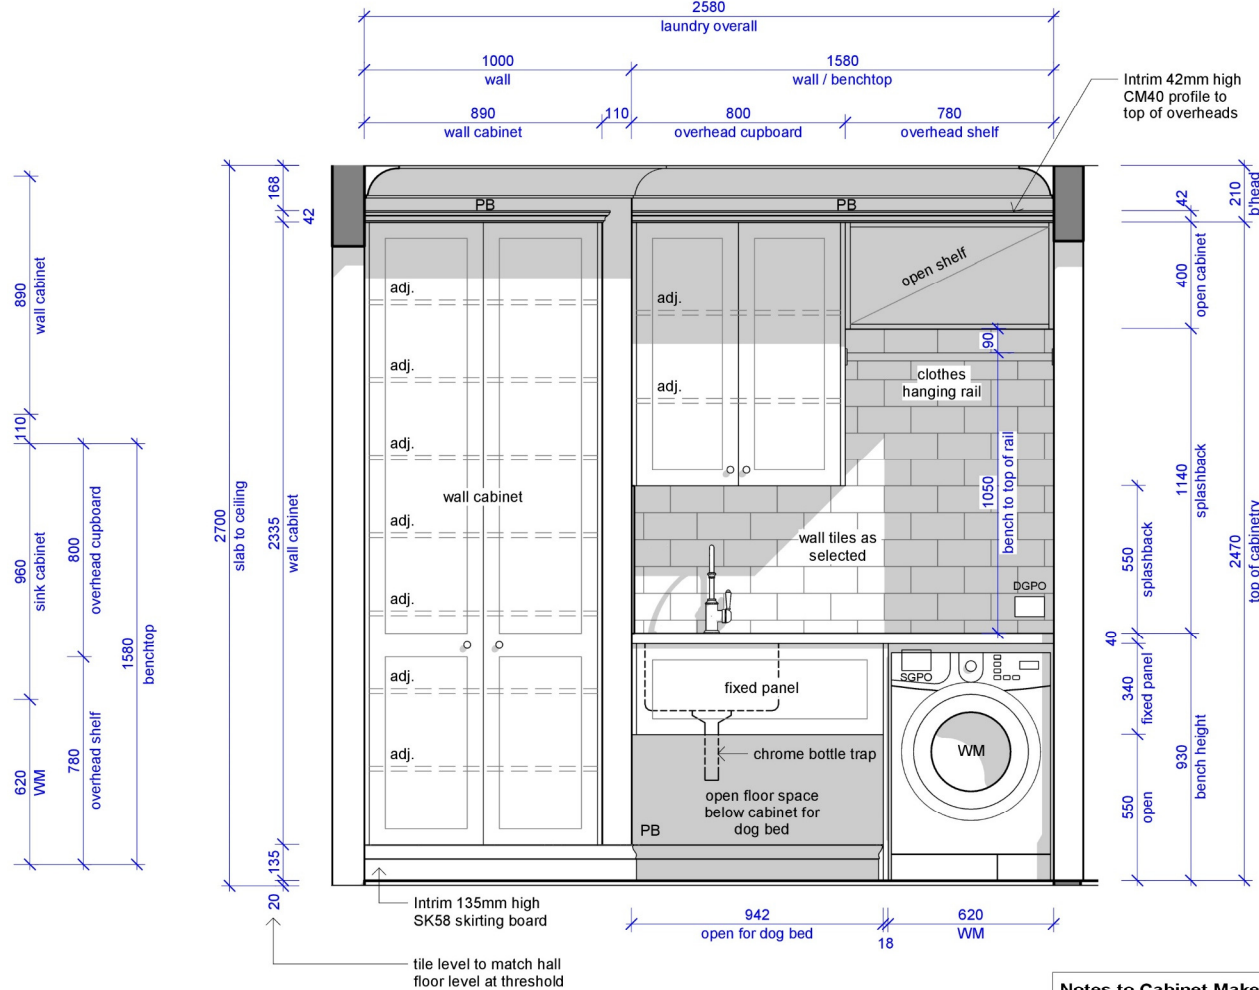 2580
laundry overall
1000
wall
1580
wall / benchtop
890
wall cabinet
110
800
overhead cupboard
780
overhead shelf
Intrim 42mm high
CM40 profile to
top of overheads
168
42
PB
PB
42
210
b'head
890
wall cabinet
110
960
sink cabinet
620
WM
800
overhead cupboard
780
overhead shelf
1580
benchtop
2700
slab to ceiling
2335
wall cabinet
135
20
adj.
adj.
adj.
adj.
adj.
adj.
adj.
wall cabinet
adj.
adj.
open shelf
90
clothes
hanging rail
1050
bench to top of rail
wall tiles as
selected
DGPO
fixed panel
SGPO
WM
chrome bottle trap
open floor space
below cabinet for
dog bed
PB
400
open cabinet
1140
splashback
550
splashback
40
340
fixed panel
550
open
930
bench height
2470
top of cabinetry
Intrim 135mm high
SK58 skirting board
942
open for dog bed
18
620
WM
tile level to match hall
floor level at threshold
Notes to Cabinet Make